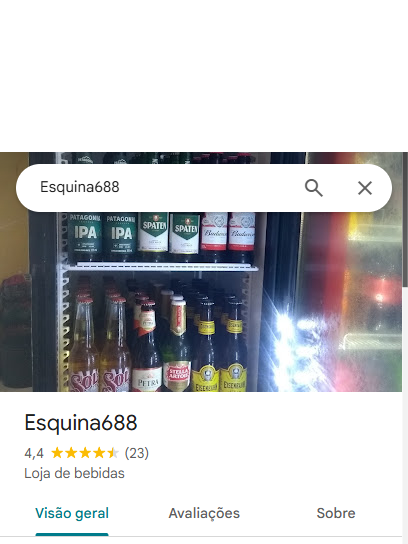 Esquina688
PATAGONIA PATAGONIA SPATEN SPATEN Budweiser Budweiser
IPA IPA
SOL SOL PETRA STELLA ARTOIS EISENBAHN EISENBAHN
Esquina688
4,4 (23)
Loja de bebidas
Visão geral Avaliações Sobre